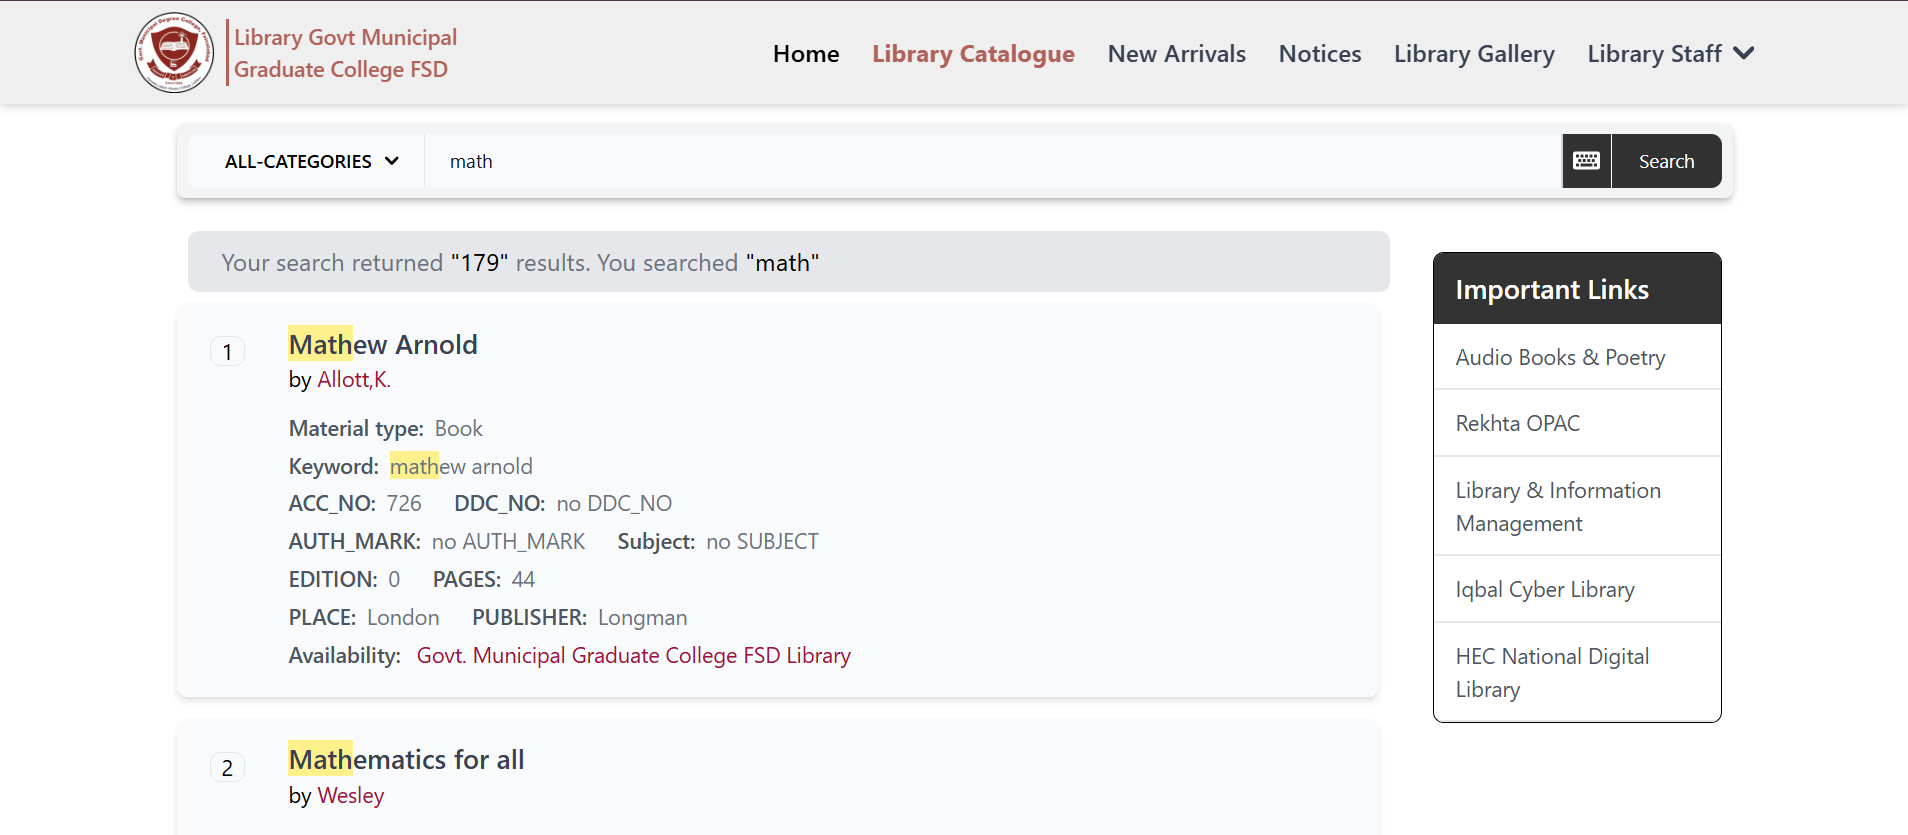 Library Govt Municipal
Graduate College FSD
Home Library Catalogue New Arrivals Notices Library Gallery Library Staff
ALL-CATEGORIES math Search
Your search returned "179" results. You searched "math"
1
Mathew Arnold
by Allott,K.
Material type: Book
Keyword: mathew arnold
ACC_NO: 726 DDC_NO: no DDC_NO
AUTH_MARK: no AUTH_MARK Subject: no SUBJECT
EDITION: 0 PAGES: 44
PLACE: London PUBLISHER: Longman
Availability: Govt. Municipal Graduate College FSD Library
2
Mathematics for all
by Wesley
Important Links
Audio Books & Poetry
Rekhta OPAC
Library & Information
Management
Iqbal Cyber Library
HEC National Digital
Library